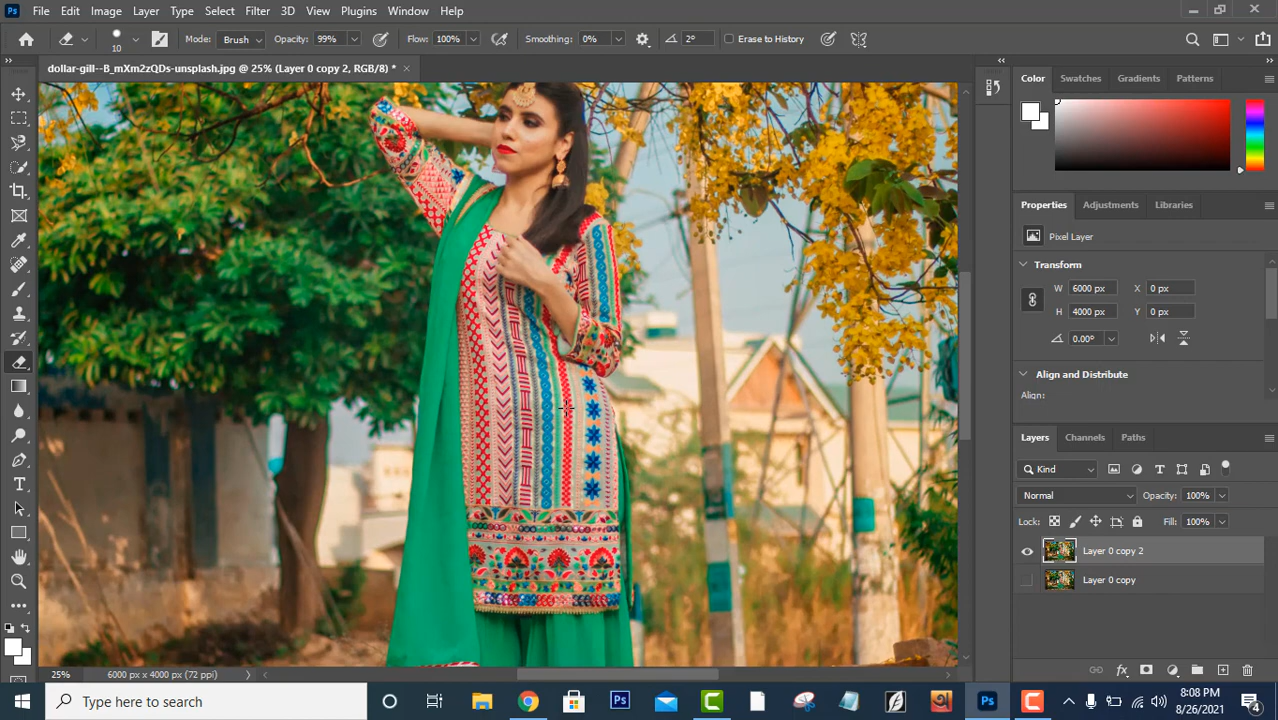 Ps File Edit Image Layer Type Select Filter 3D View Plugins Window Help
10 Mode: Brush Opacity: 99% Flow: 100% Smoothing: 0% 2° Erase to History
dollar-gill--B_mXm2zQDs-unsplash.jpg @ 25% (Layer 0 copy 2, RGB/8) *
Color Swatches Gradients Patterns
Properties Adjustments Libraries
Pixel Layer
Transform
W 6000 px X 0 px
H 4000 px Y 0 px
0.00°
Align and Distribute
Align:
Layers Channels Paths
Kind
Normal Opacity: 100%
Lock: Fill: 100%
Layer 0 copy 2
Layer 0 copy
25% 6000 px x 4000 px (72 ppi)
Type here to search
Ps
Ps
8:08 PM
8/26/2021
4